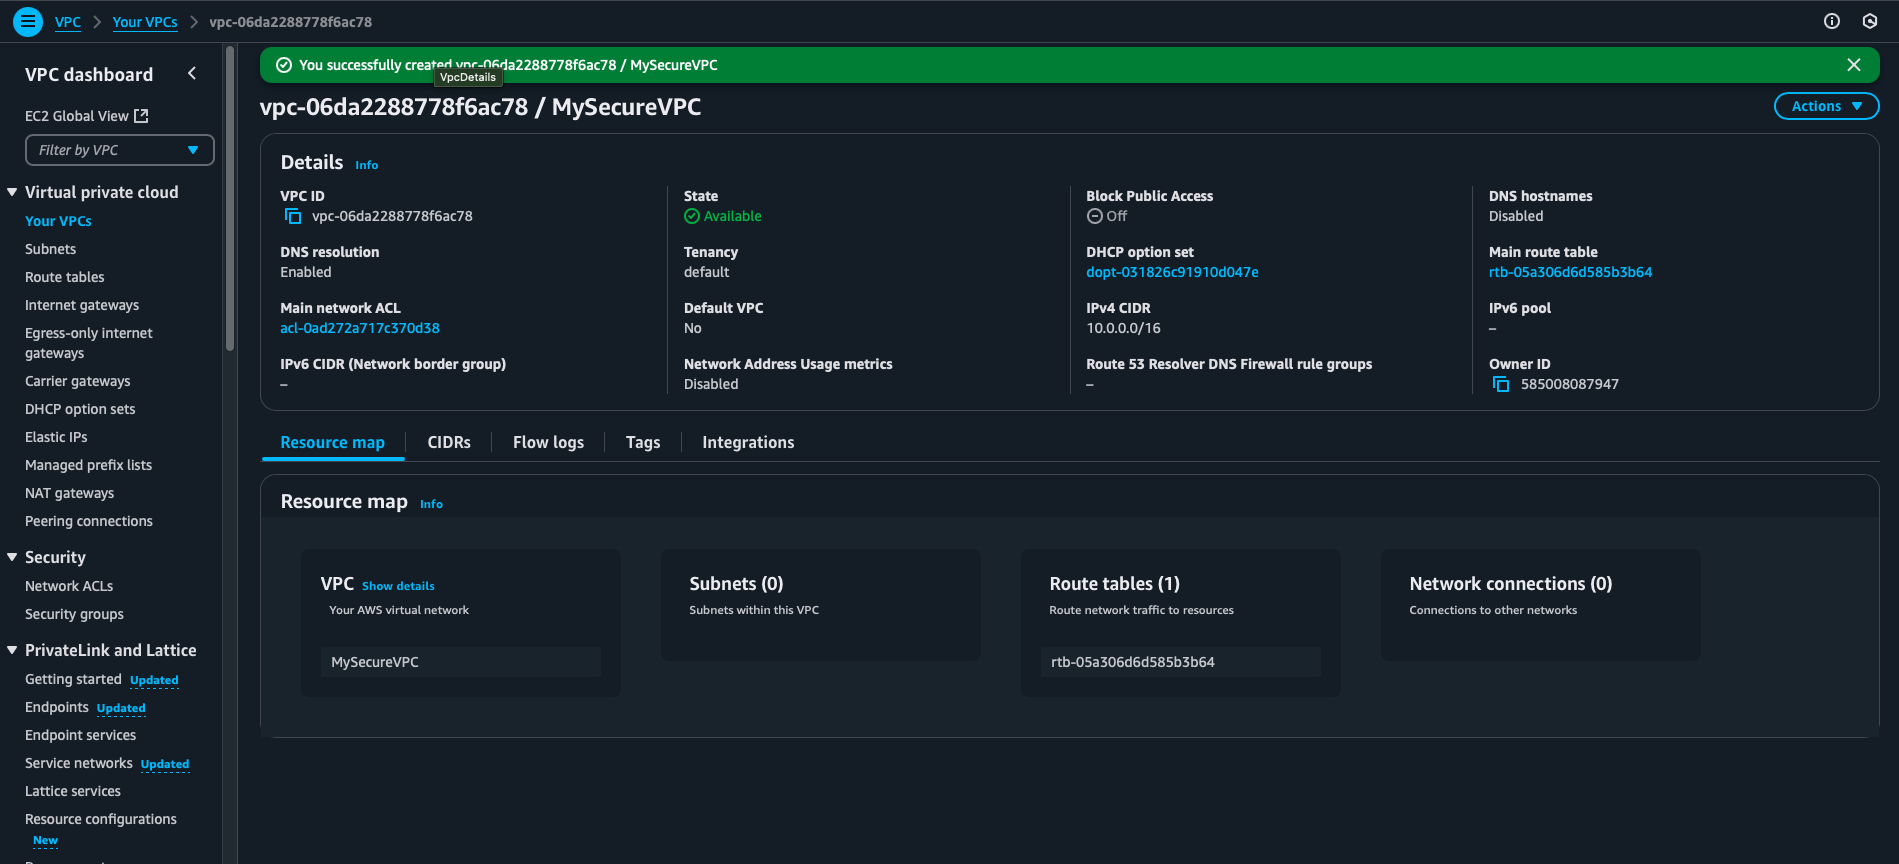 VPC
Your VPCs
vpc-06da2288778f6ac78
VPC dashboard
EC2 Global View
Filter by VPC
Virtual private cloud
Your VPCs
Subnets
Route tables
Internet gateways
Egress-only internet
gateways
Carrier gateways
DHCP option sets
Elastic IPs
Managed prefix lists
NAT gateways
Peering connections
Security
Network ACLs
Security groups
PrivateLink and Lattice
Getting started Updated
Endpoints Updated
Endpoint services
Service networks Updated
Lattice services
Resource configurations
New
You successfully created vpc-06da2288778f6ac78 / MySecureVPC
VpcDetails
vpc-06da2288778f6ac78 / MySecureVPC
Actions
Details Info
VPC ID
vpc-06da2288778f6ac78
State
Available
Block Public Access
Off
DNS hostnames
Disabled
DNS resolution
Enabled
Tenancy
default
DHCP option set
dopt-031826c91910d047e
Main route table
rtb-05a306d6d585b3b64
Main network ACL
acl-0ad272a717c370d38
Default VPC
No
IPv4 CIDR
10.0.0.0/16
IPv6 pool
–
IPv6 CIDR (Network border group)
–
Network Address Usage metrics
Disabled
Route 53 Resolver DNS Firewall rule groups
–
Owner ID
585008087947
Resource map
CIDRs
Flow logs
Tags
Integrations
Resource map Info
VPC Show details
Your AWS virtual network
MySecureVPC
Subnets (0)
Subnets within this VPC
Route tables (1)
Route network traffic to resources
rtb-05a306d6d585b3b64
Network connections (0)
Connections to other networks